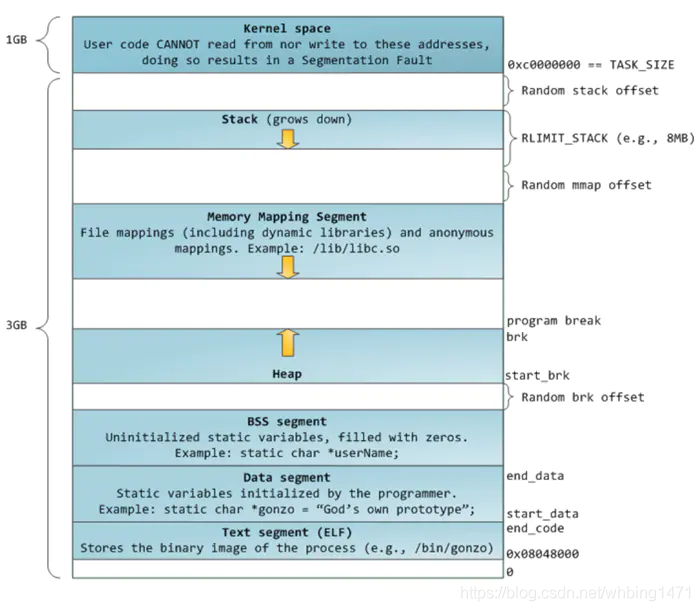 Kernel space
1GB
User code CANNOT read from nor write to these addresses,
doing so results in a Segmentation Fault
0xc0000000 == TASK_SIZE
Random stack offset
Stack (grows down)
RLIMIT_STACK (e.g., 8MB)
Random mmap offset
Memory Mapping Segment
File mappings (including dynamic libraries) and anonymous
mappings. Example: /lib/libc.so
3GB
program break
brk
Heap
start_brk
Random brk offset
BSS segment
Uninitialized static variables, filled with zeros.
Example: static char *userName;
Data segment
end_data
Static variables initialized by the programmer.
Example: static char *gonzo = “God’s own prototype”;
start_data
end_code
Text segment (ELF)
Stores the binary image of the process (e.g., /bin/gonzo)
0x08048000
0
https://blog.csdn.net/whbing1471